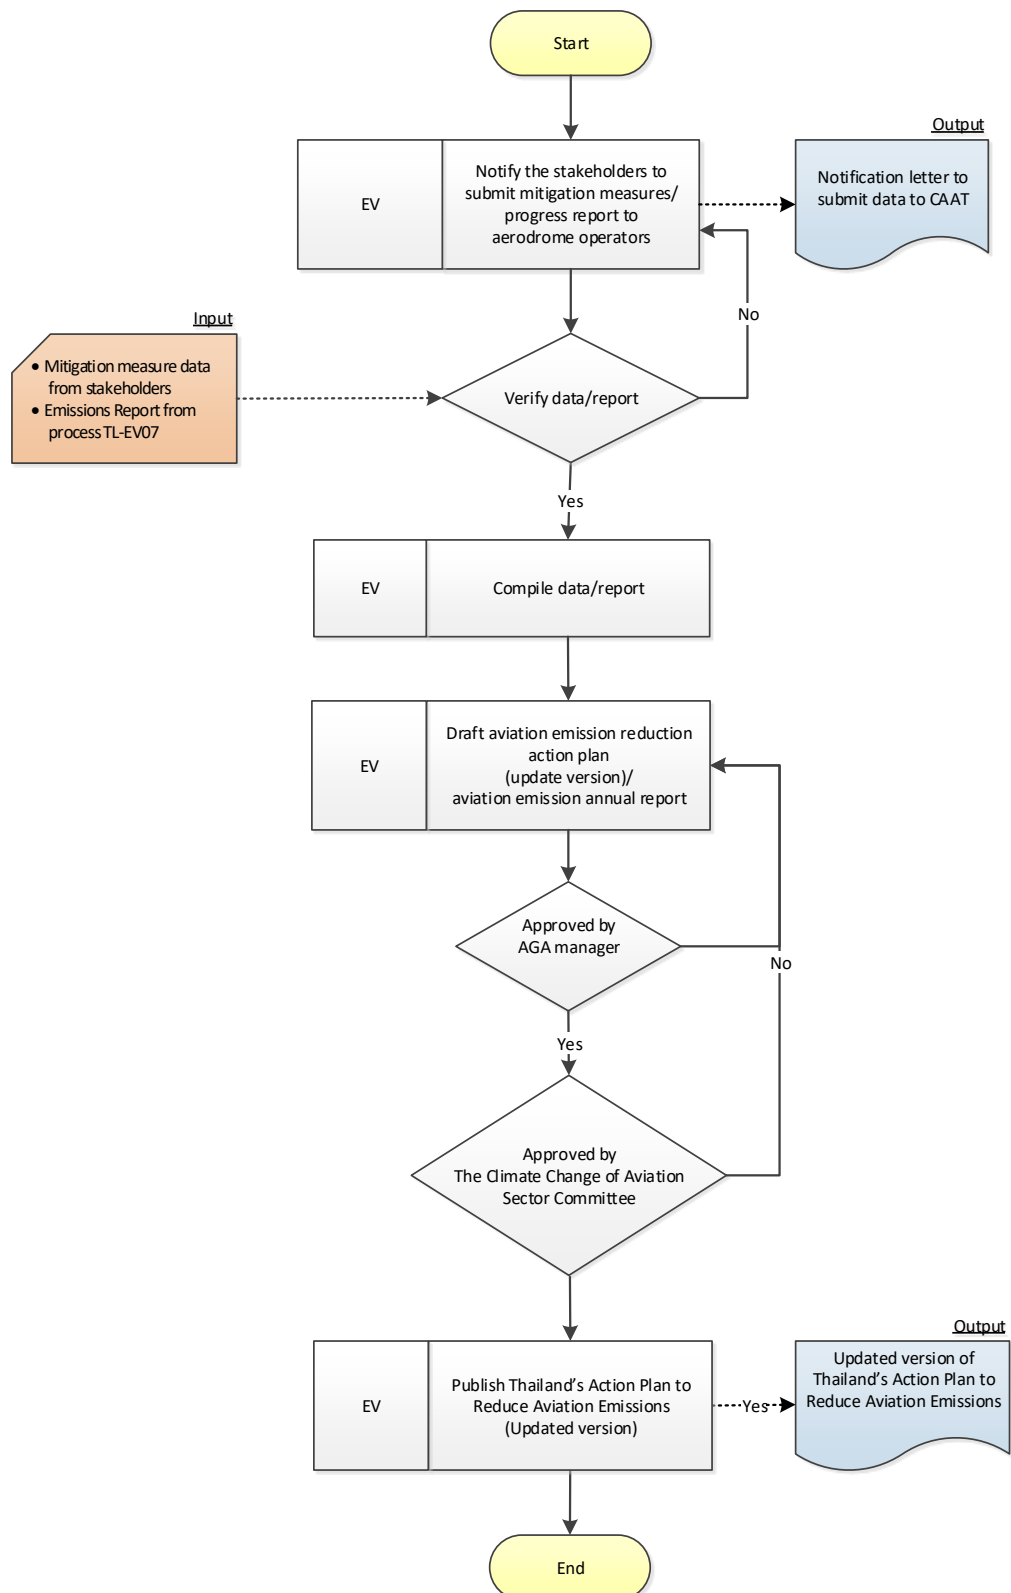 Start
Output
EV
Notify the stakeholders to
submit mitigation measures/
progress report to
aerodrome operators
Notification letter to
submit data to CAAT
No
Input
• Mitigation measure data
from stakeholders
• Emissions Report from
process TL-EV07
Verify data/report
Yes
EV
Compile data/report
EV
Draft aviation emission reduction
action plan
(update version)/
aviation emission annual report
Approved by
AGA manager
No
Yes
Approved by
The Climate Change of Aviation
Sector Committee
Output
EV
Publish Thailand's Action Plan to
Reduce Aviation Emissions
(Updated version)
Yes
Updated version of
Thailand's Action Plan to
Reduce Aviation Emissions
End